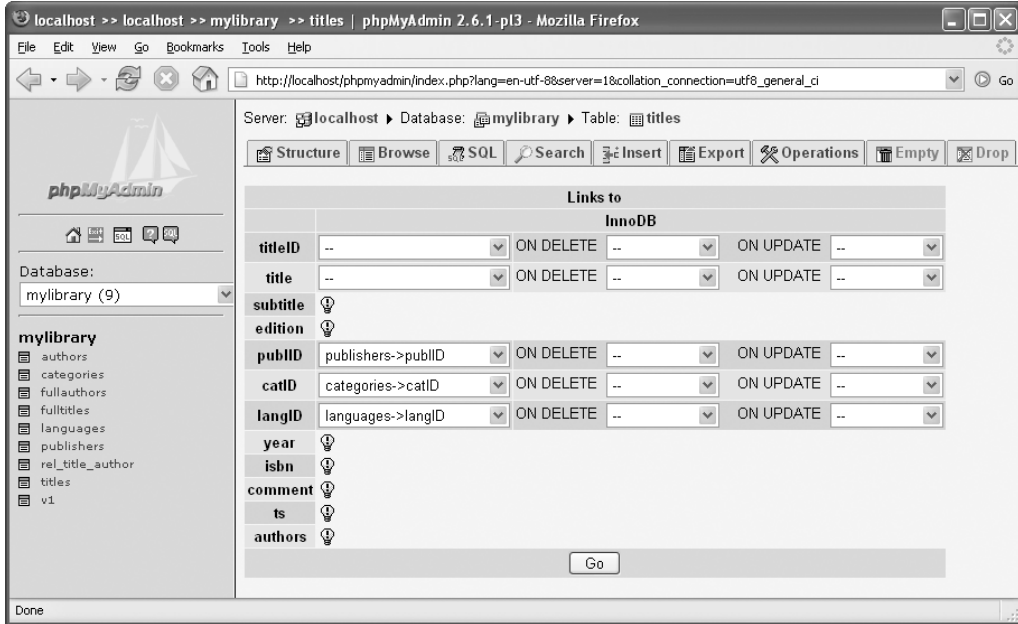 localhost >> localhost >> mylibrary >> titles | phpMyAdmin 2.6.1-pl3 - Mozilla Firefox
File Edit View Go Bookmarks Tools Help
http://localhost/phpmyadmin/index.php?lang=en-utf-8&server=1&collation_connection=utf8_general_ci Go
phpMyAdmin
SQL
Database:
mylibrary (9)
mylibrary
authors
categories
fullauthors
fulltitles
languages
publishers
rel_title_author
titles
v1
Server: localhost Database: mylibrary Table: titles
Structure Browse SQL Search Insert Export Operations Empty Drop
Links to
InnoDB
titleID -- ON DELETE -- ON UPDATE --
title -- ON DELETE -- ON UPDATE --
subtitle
edition
publID publishers->publID ON DELETE -- ON UPDATE --
catID categories->catID ON DELETE -- ON UPDATE --
langID languages->langID ON DELETE -- ON UPDATE --
year
isbn
comment
ts
authors
Go
Done